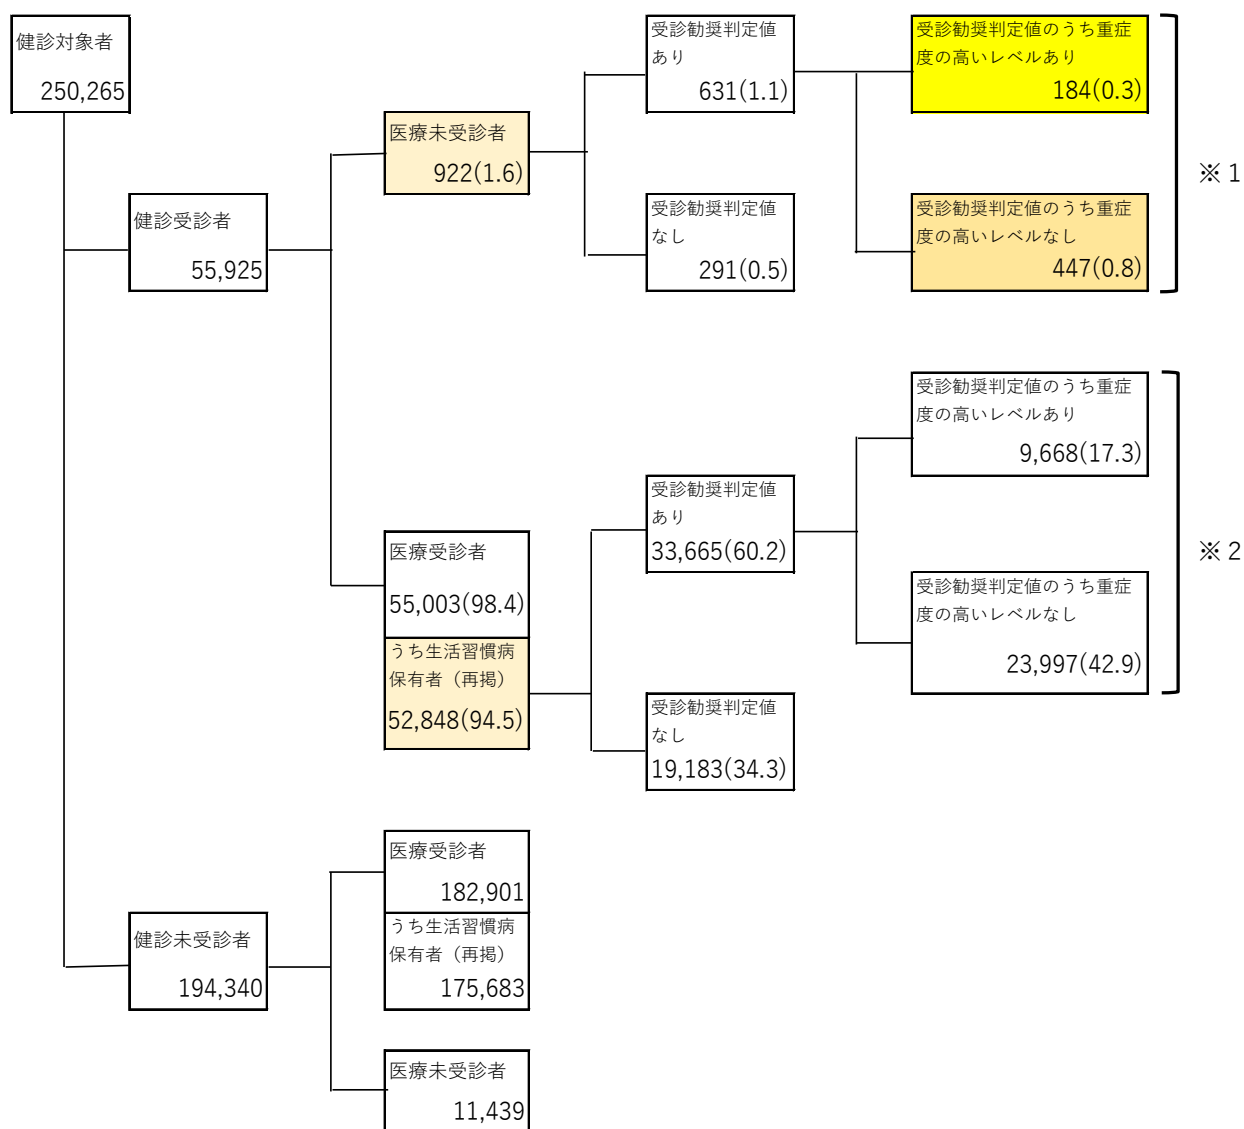 健診対象者
250,265
健診受診者
55,925
医療未受診者
922(1.6)
受診勧奨判定値
あり
631(1.1)
受診勧奨判定値のうち重症
度の高いレベルあり
184(0.3)
受診勧奨判定値
なし
291(0.5)
受診勧奨判定値のうち重症
度の高いレベルなし
447(0.8)
※1
医療受診者
55,003(98.4)
うち生活習慣病
保有者（再掲）
52,848(94.5)
受診勧奨判定値
あり
33,665(60.2)
受診勧奨判定値のうち重症
度の高いレベルあり
9,668(17.3)
受診勧奨判定値のうち重症
度の高いレベルなし
23,997(42.9)
※2
受診勧奨判定値
なし
19,183(34.3)
健診未受診者
194,340
医療受診者
182,901
うち生活習慣病
保有者（再掲）
175,683
医療未受診者
11,439